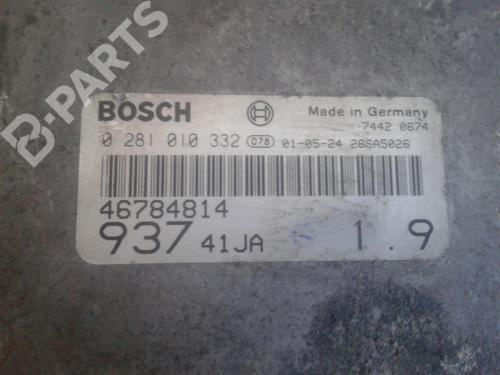 B-PARTS
BOSCH
Made in Germany
7442 0674
0 281 010 332 078 01-05-24 28SA5026
46784814
937 41JA 1.9